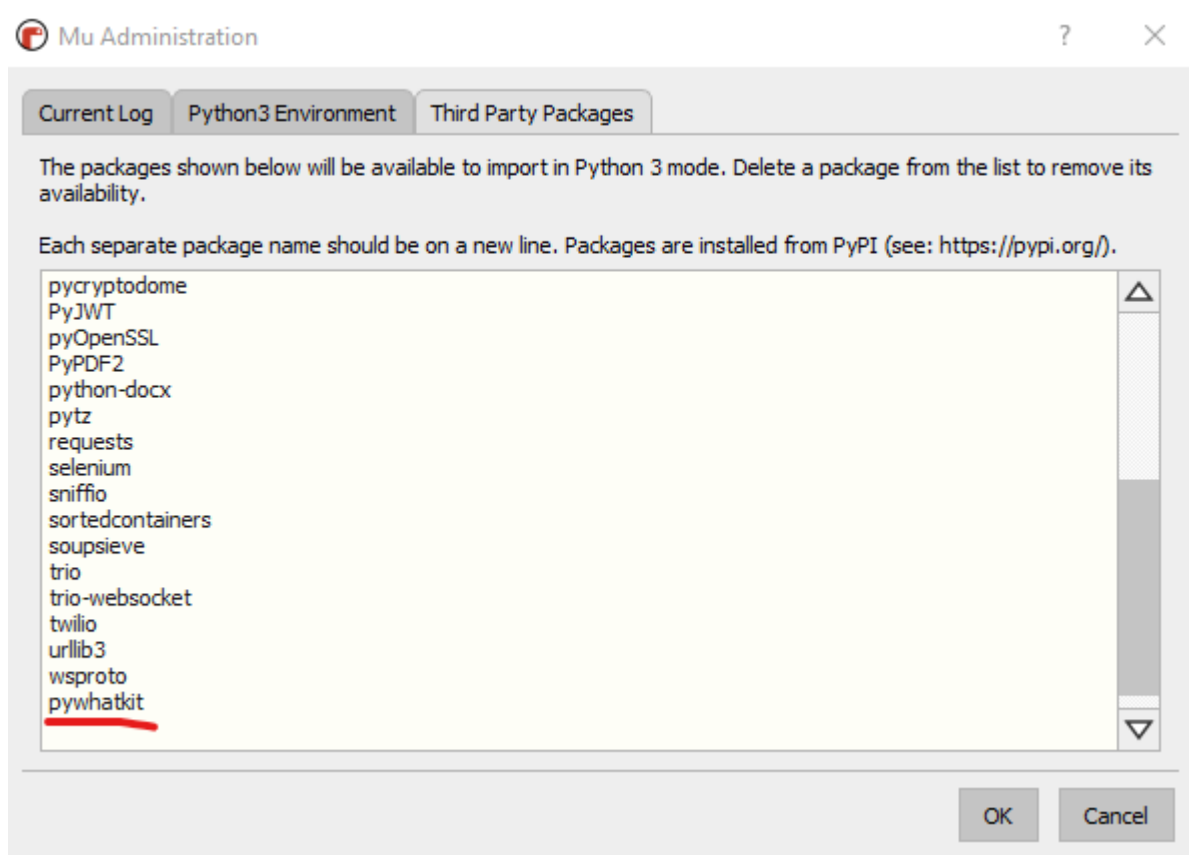 Mu Administration
Current Log
Python3 Environment
Third Party Packages
The packages shown below will be available to import in Python 3 mode. Delete a package from the list to remove its
availability.
Each separate package name should be on a new line. Packages are installed from PyPI (see: https://pypi.org/).
pycryptodome
PyJWT
pyOpenSSL
PyPDF2
python-docx
pytz
requests
selenium
sniffio
sortedcontainers
soupsieve
trio
trio-websocket
twilio
urllib3
wsproto
pywhatkit
OK
Cancel